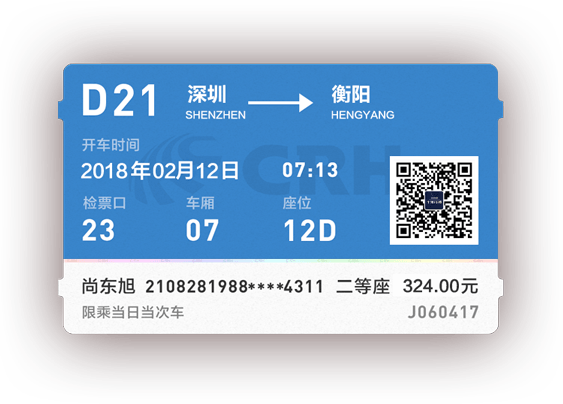 D21 深圳 衡阳
SHENZHEN HENGYANG
开车时间
2018年02月12日 07:13
CRH
检票口 车厢 座位
23 07 12D
尚东旭 2108281988****4311 二等座 324.00元
限乘当日当次车 J060417